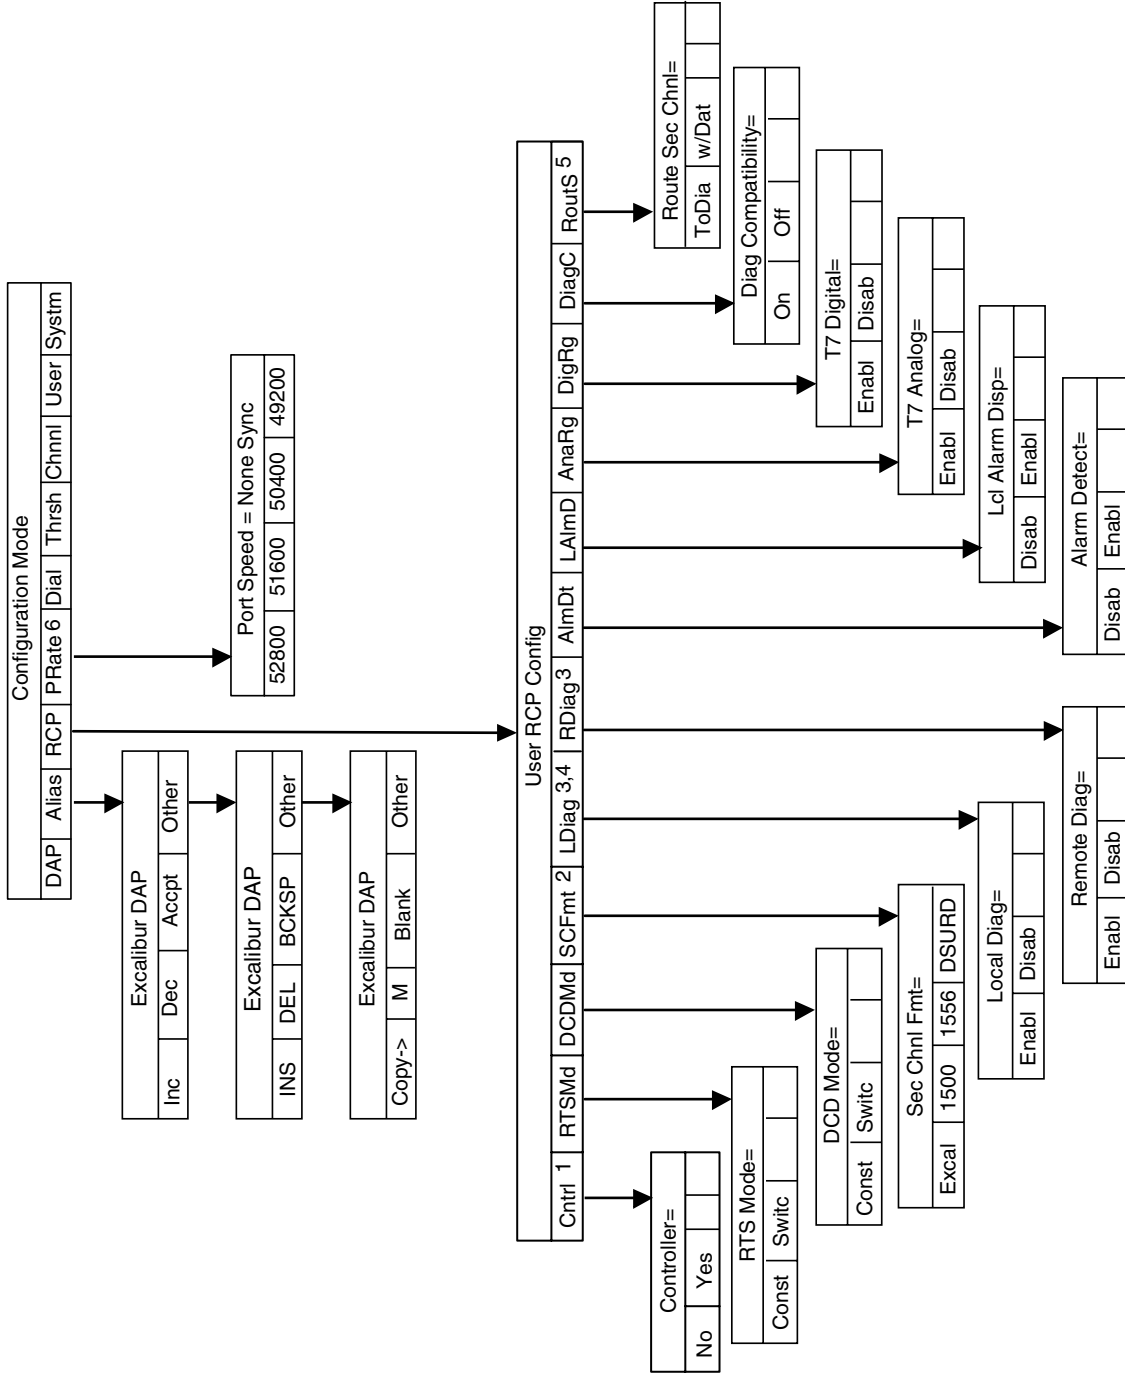 Configuration Mode
DAP Alias RCP PRate 6 Dial Thrsh Chnnl User Systm
Excalibur DAP
Inc Dec Accpt Other
Excalibur DAP
INS DEL BCKSP Other
Excalibur DAP
Copy-> M Blank Other
Port Speed = None Sync
52800 51600 50400 49200
User RCP Config
Cntrl 1 RTSMd DCDMd SCFmt 2 LDiag 3,4 RDiag 3 AlmDt LAlmD AnaRg DigRg DiagC RoutS 5
Controller=
No Yes
RTS Mode=
Const Switc
DCD Mode=
Const Switc
Sec Chnl Fmt=
Excal 1500 1556 DSURD
Local Diag=
Enabl Disab
Remote Diag=
Enabl Disab
Alarm Detect=
Disab Enabl
Lcl Alarm Disp=
Disab Enabl
T7 Analog=
Enabl Disab
T7 Digital=
Enabl Disab
Diag Compatibility=
On Off
Route Sec Chnl=
ToDia w/Dat